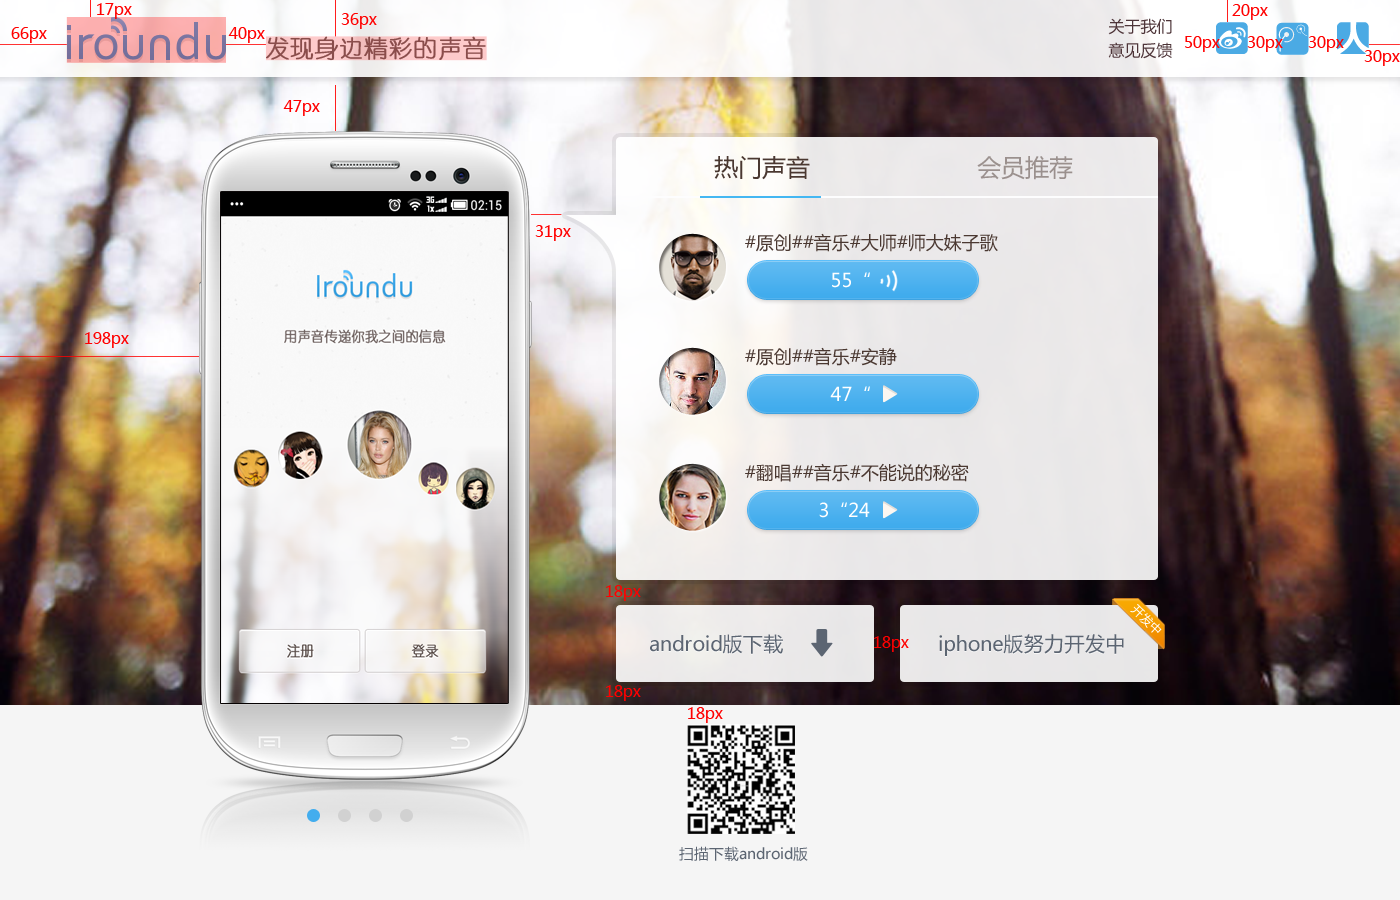 17px
36px
20px
66px
iroundu
40px
发现身边精彩的声音
关于我们
意见反馈
50px
30px
30px
30px
47px
热门声音
会员推荐
31px
02:15
3G
1x
Iroundu
用声音传递你我之间的信息
198px
#原创##音乐#大师#师大妹子歌
55 “
#原创##音乐#安静
47 “
#翻唱##音乐#不能说的秘密
3 “24
注册
登录
18px
android版下载
18px
iphone版努力开发中
开发中
18px
18px
扫描下载android版